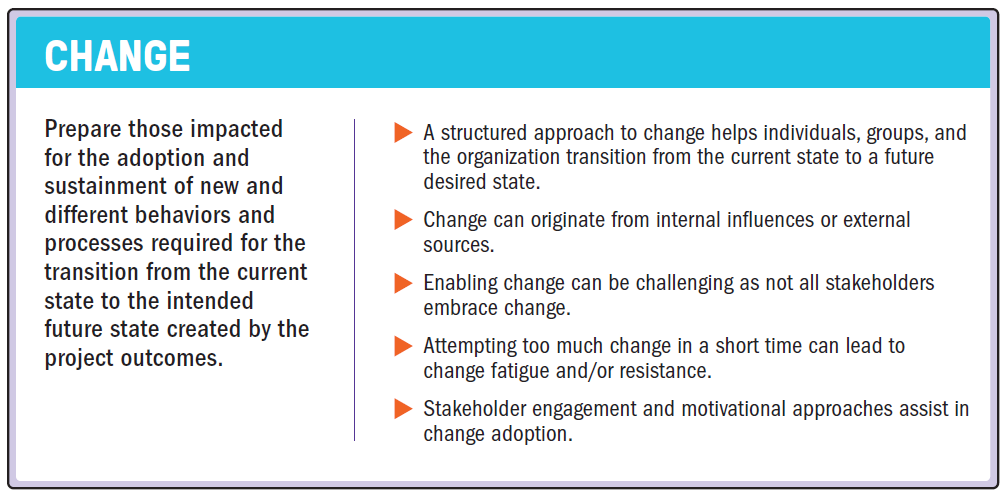 CHANGE
Prepare those impacted
for the adoption and
sustainment of new and
different behaviors and
processes required for the
transition from the current
state to the intended
future state created by the
project outcomes.
A structured approach to change helps individuals, groups, and
the organization transition from the current state to a future
desired state.
Change can originate from internal influences or external
sources.
Enabling change can be challenging as not all stakeholders
embrace change.
Attempting too much change in a short time can lead to
change fatigue and/or resistance.
Stakeholder engagement and motivational approaches assist in
change adoption.